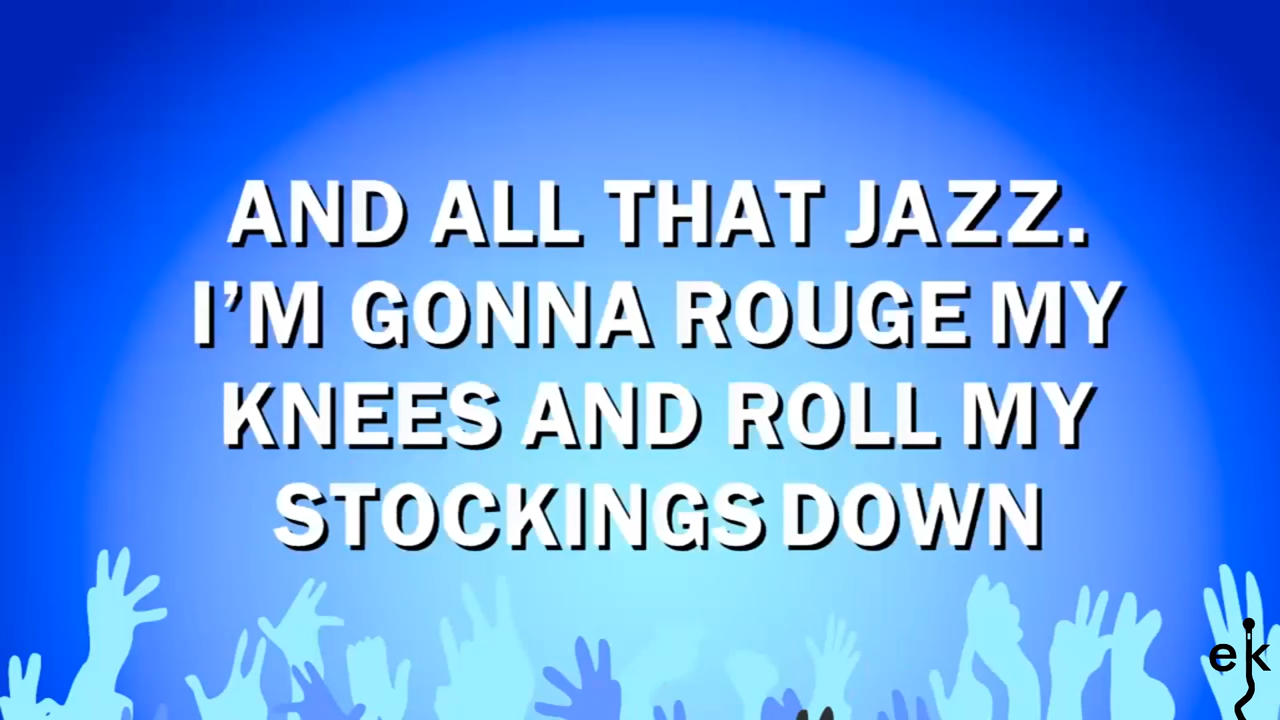 AND ALL THAT JAZZ.
I’M GONNA ROUGE MY
KNEES AND ROLL MY
STOCKINGS DOWN
ek